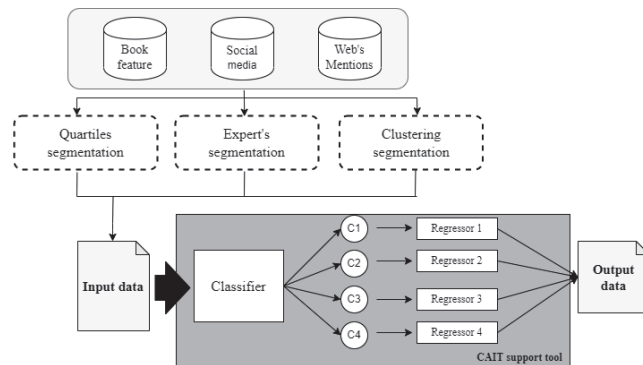 Book
feature
Social
media
Web's
Mentions
Quartiles
segmentation
Expert's
segmentation
Clustering
segmentation
Input data
Classifier
C1
Regressor 1
C2
Regressor 2
C3
Regressor 3
C4
Regressor 4
Output
data
CAIT support tool